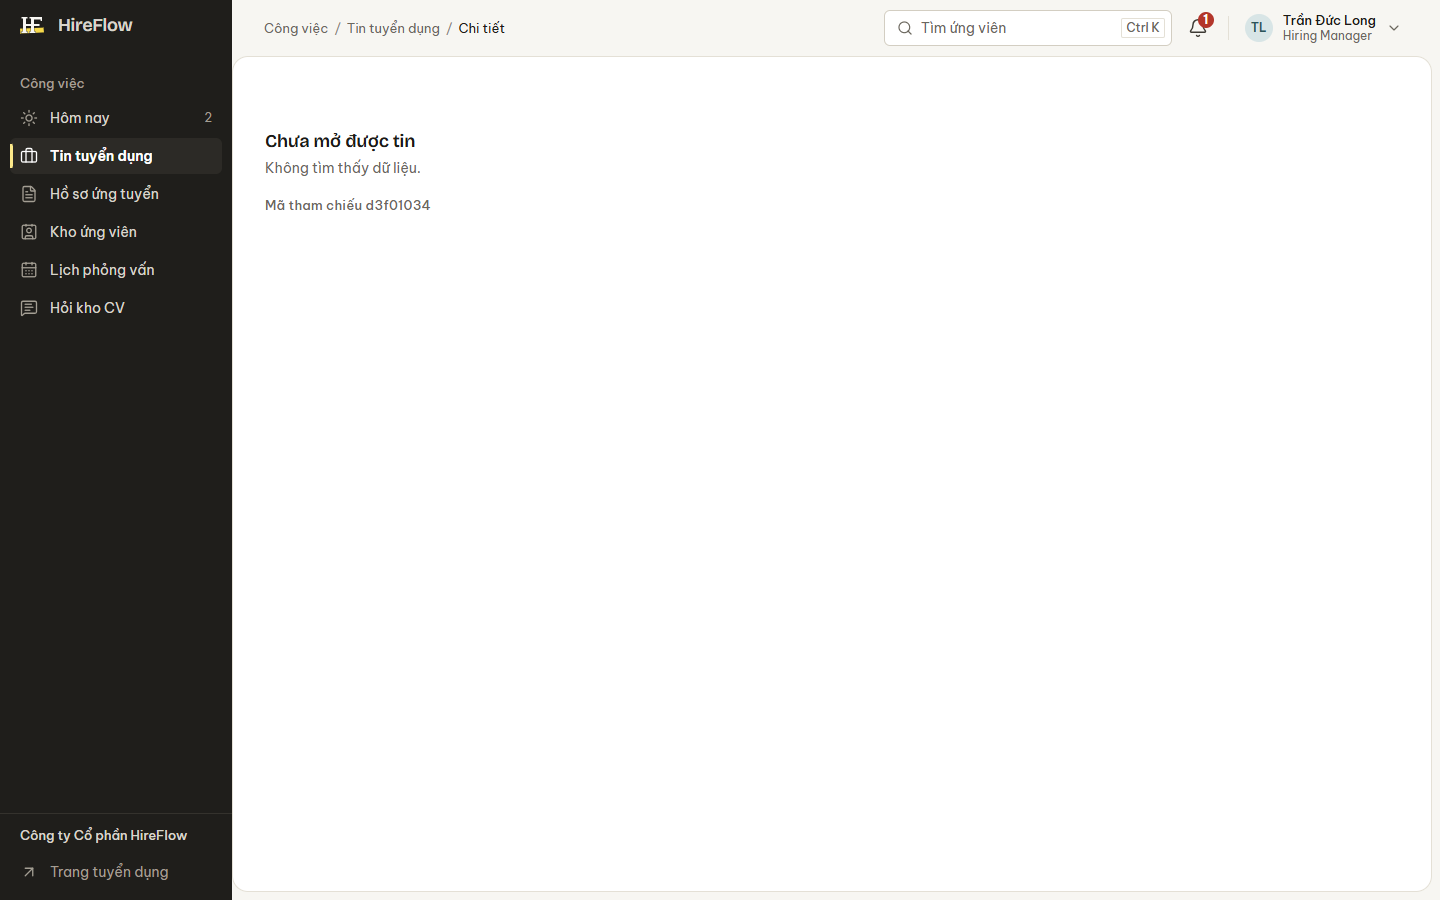 HF HireFlow
Công việc / Tin tuyển dụng / Chi tiết
Tìm ứng viên Ctrl K
1
TL
Trần Đức Long
Hiring Manager
Công việc
Hôm nay 2
Tin tuyển dụng
Hồ sơ ứng tuyển
Kho ứng viên
Lịch phỏng vấn
Hỏi kho CV
Chưa mở được tin
Không tìm thấy dữ liệu.
Mã tham chiếu d3f01034
Công ty Cổ phần HireFlow
Trang tuyển dụng